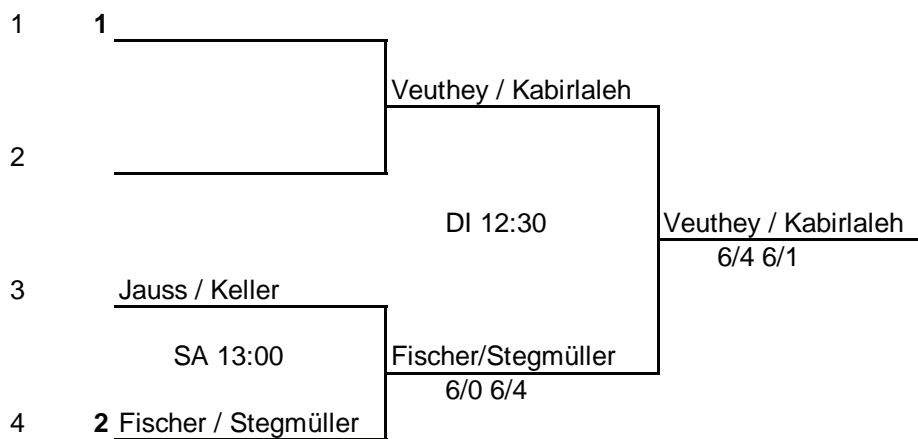 1 1
Veuthey / Kabirlaleh
2
DI 12:30
Veuthey / Kabirlaleh
6/4 6/1
3 Jauss / Keller
SA 13:00
Fischer/Stegmüller
6/0 6/4
4 2 Fischer / Stegmüller